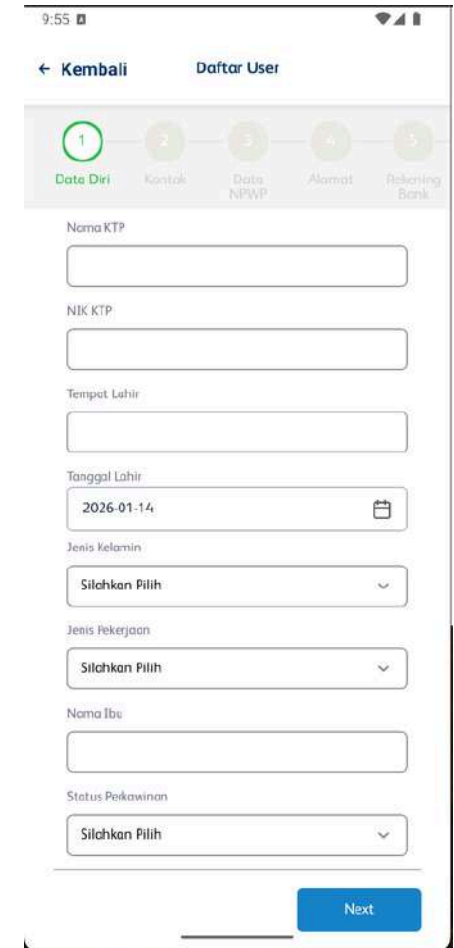 9:55
← Kembali
Daftar User
1
2
3
4
5
Data Diri
Kontak
Data NPWP
Alamat
Rekening Bank
Nama KTP
NIK KTP
Tempat Lahir
Tanggal Lahir
2026-01-14
Jenis Kelamin
Silahkan Pilih
Jenis Pekerjaan
Silahkan Pilih
Nama Ibu
Status Perkawinan
Silahkan Pilih
Next